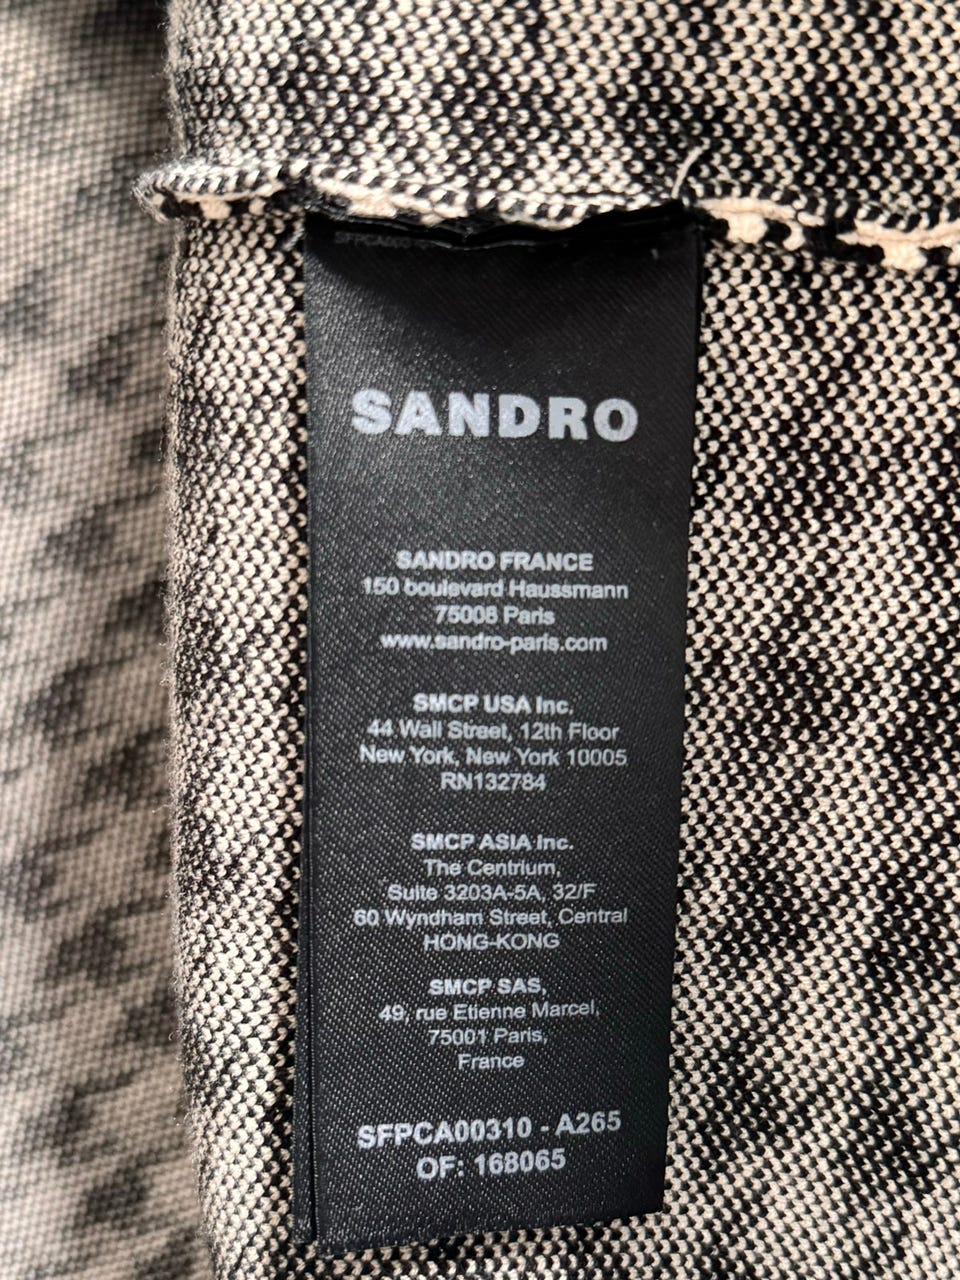 SANDRO
SANDRO FRANCE
150 boulevard Haussmann
75008 Paris
www.sandro-paris.com
SMCP USA Inc.
44 Wall Street, 12th Floor
New York, New York 10005
RN132784
SMCP ASIA Inc.
The Centrium,
Suite 3203A-5A, 32/F
60 Wyndham Street, Central
HONG-KONG
SMCP SAS,
49, rue Etienne Marcel,
75001 Paris,
France
SFPCA00310 - A265
OF: 168065